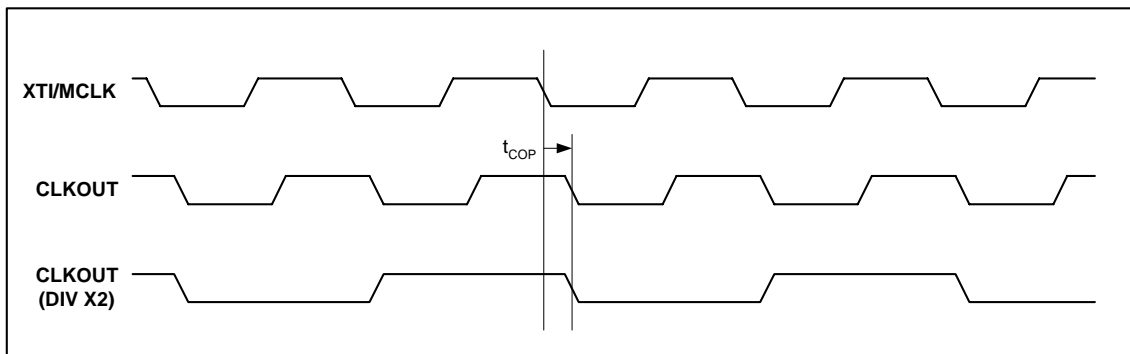 XTI/MCLK
tCOP
CLKOUT
CLKOUT
(DIV X2)